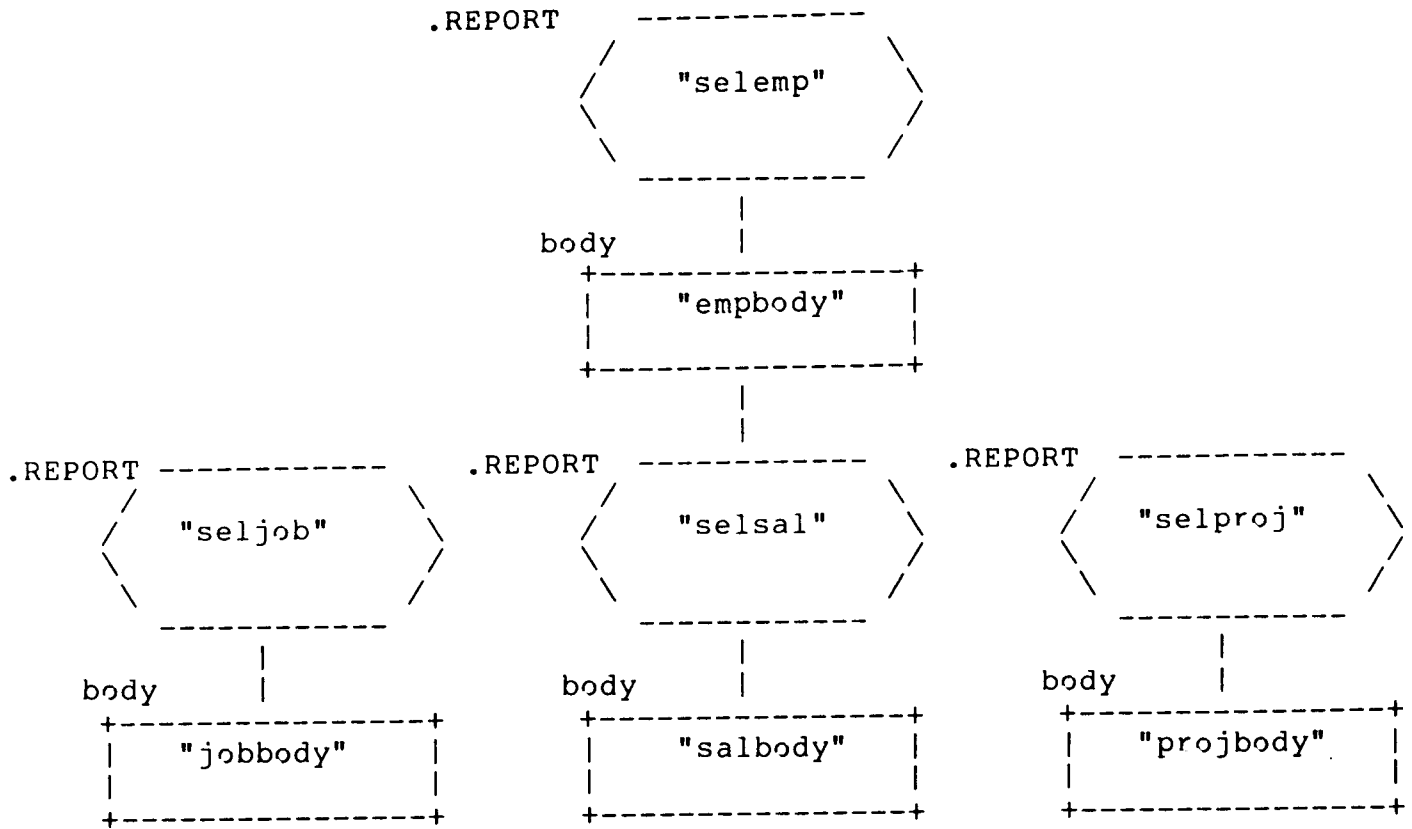 .REPORT
"selemp"
body
"empbody"
.REPORT .REPORT .REPORT
"seljob" "selsal" "selproj"
body body body
"jobbody" "salbody" "projbody"